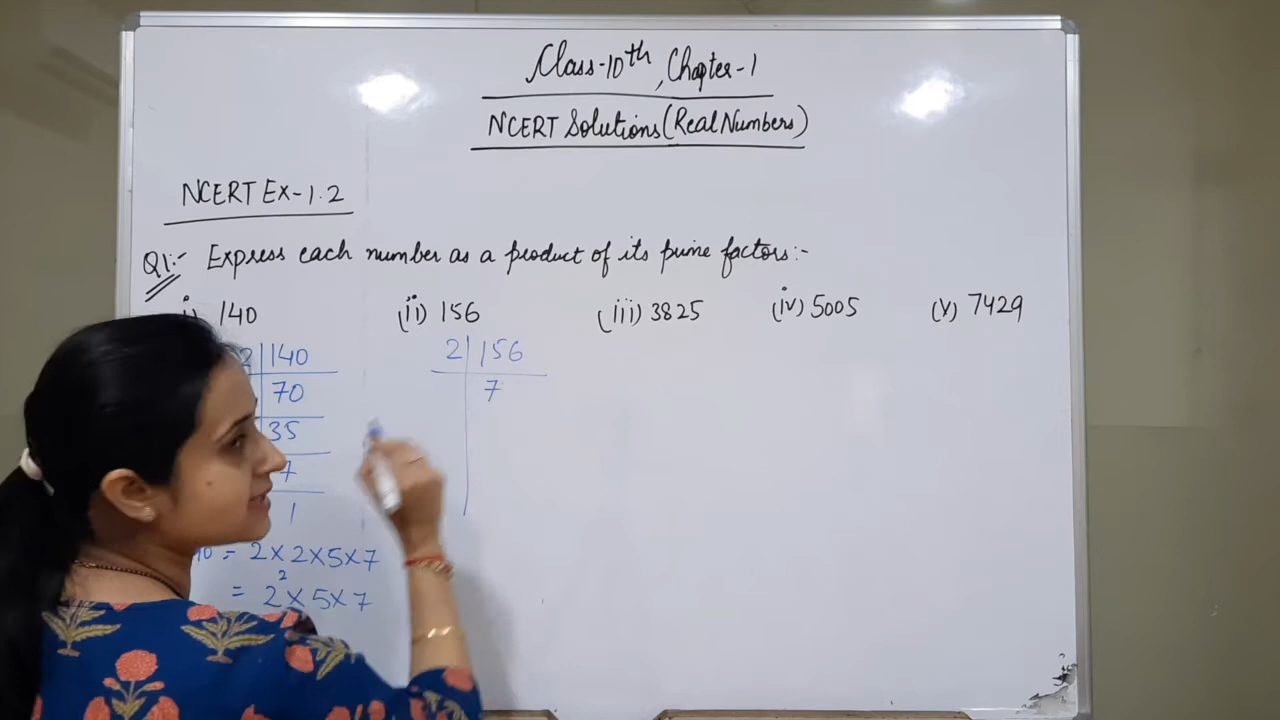 Class-10th, Chapter-1
NCERT Solutions (Real Numbers)
NCERT Ex-1.2
Q1:- Express each number as a product of its prime factors:-
140 (ii) 156 (iii) 3825 (iv) 5005 (v) 7429
2 140 2 156
70 7
35
7
1
= 2×2×5×7
= 2²×5×7